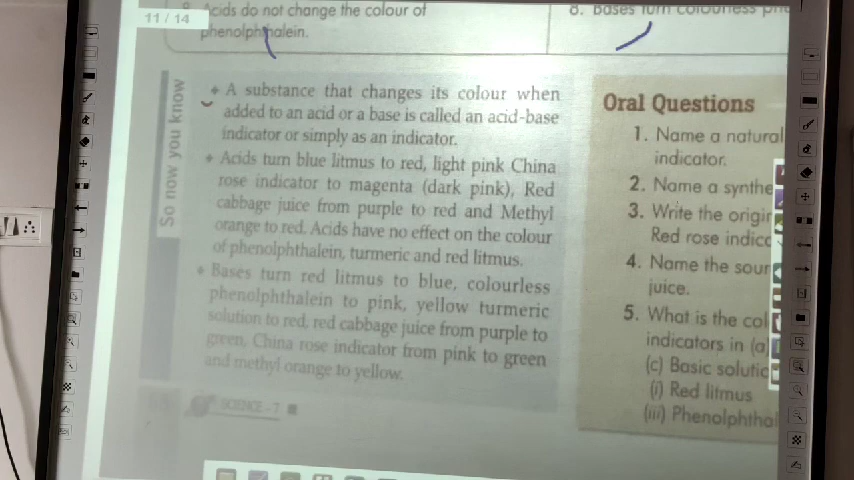 11 / 14
Acids do not change the colour of
phenolphthalein.
8. Bases turn colourless
So now you know
A substance that changes its colour when
added to an acid or a base is called an acid-base
indicator or simply as an indicator.
Acids turn blue litmus to red, light pink China
rose indicator to magenta (dark pink), Red
cabbage juice from purple to red and Methyl
orange to red. Acids have no effect on the colour
of phenolphthalein, turmeric and red litmus.
Bases turn red litmus to blue, colourless
phenolphthalein to pink, yellow turmeric
solution to red, red cabbage juice from purple to
green, China rose indicator from pink to green
and methyl orange to yellow.
SCIENCE - 7
Oral Questions
1. Name a natural
indicator.
2. Name a synthe
3. Write the origin
Red rose indic
4. Name the sour
juice.
5. What is the col
indicators in (a)
(c) Basic solutio
(i) Red litmus
(iii) Phenolphthal